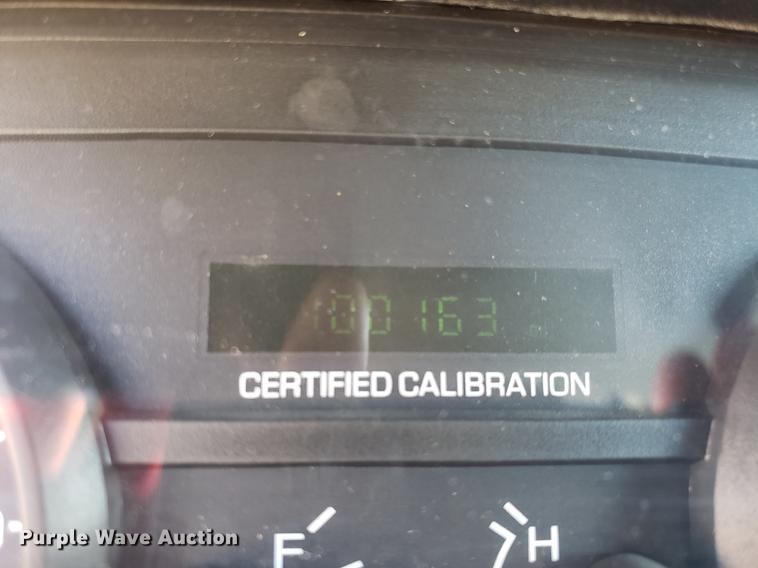 100163
CERTIFIED CALIBRATION
F H
Purple Wave Auction